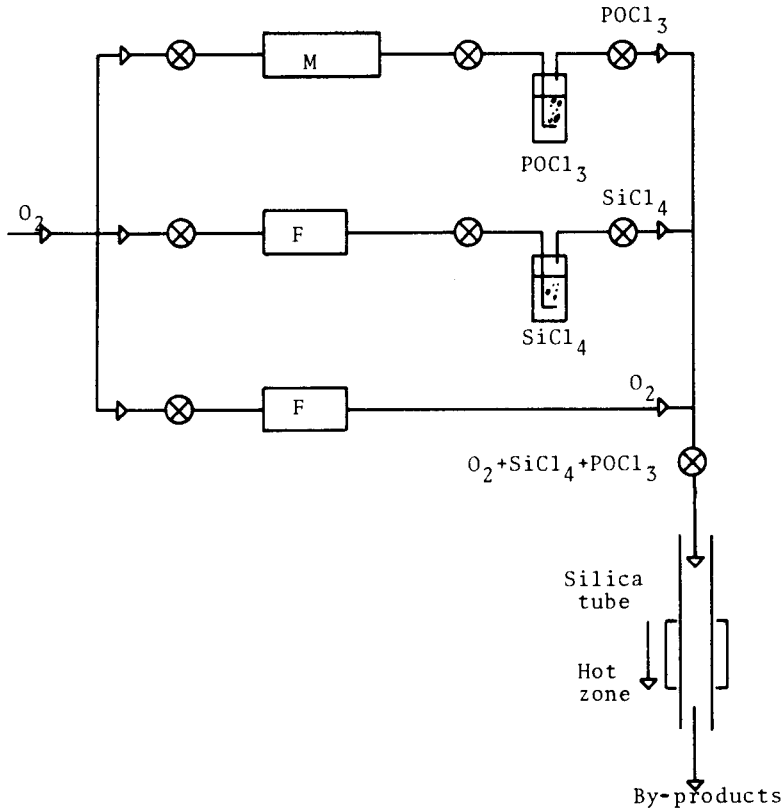 POCl3
M
POCl3
O2
SiCl4
F
SiCl4
O2
F
O2+SiCl4+POCl3
Silica
tube
Hot
zone
By-products